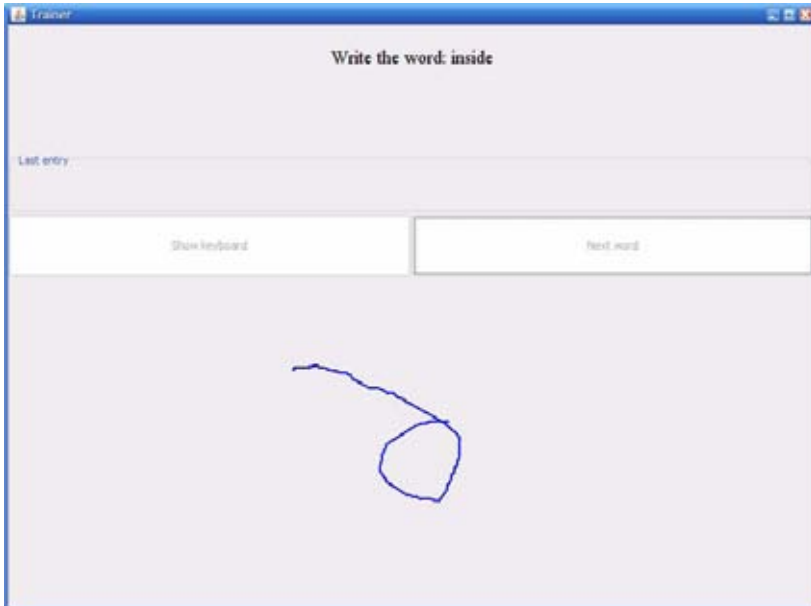 Trainer
Write the word: inside
Last entry
Show keyboard
Next word